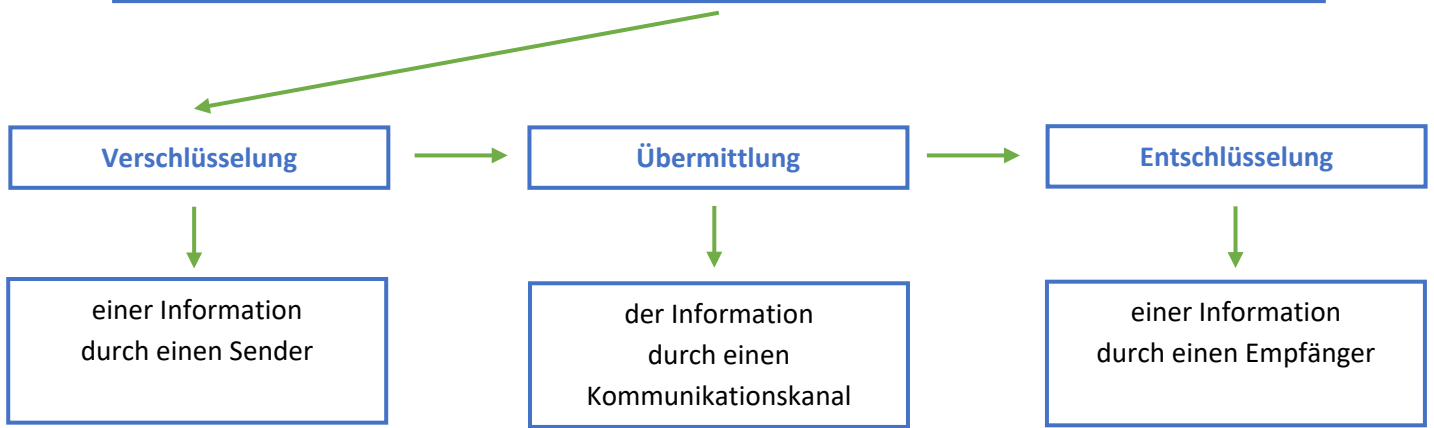 Verschlüsselung
Übermittlung
Entschlüsselung
einer Information
durch einen Sender
der Information
durch einen
Kommunikationskanal
einer Information
durch einen Empfänger